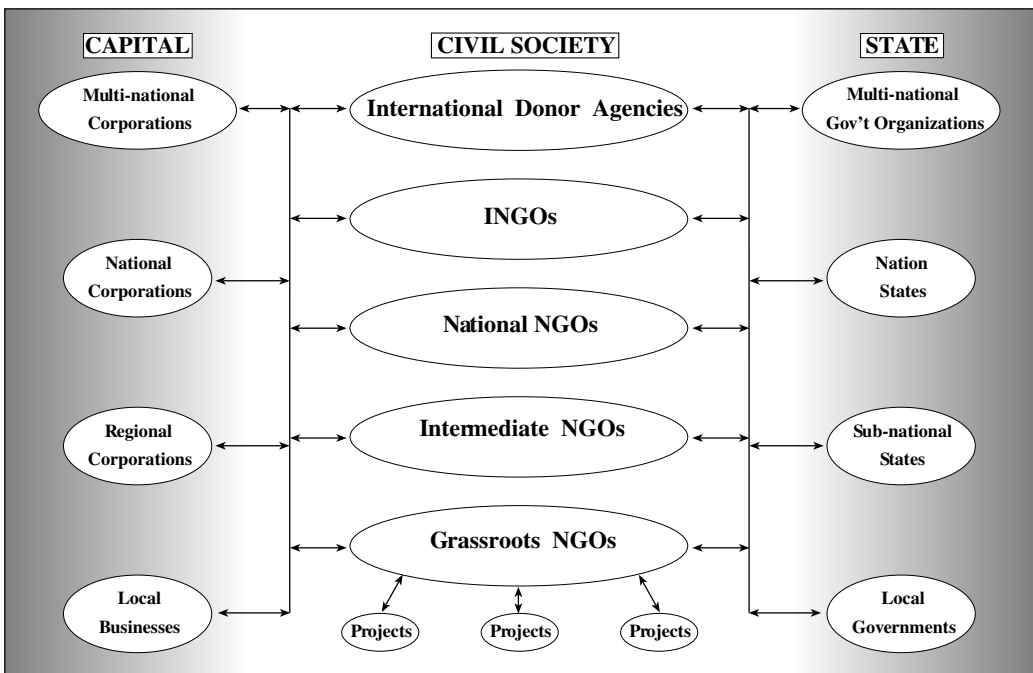 CAPITAL
CIVIL SOCIETY
STATE
Multi-national
Corporations
International Donor Agencies
Multi-national
Gov't Organizations
INGOs
National
Corporations
Nation
States
National NGOs
Regional
Corporations
Intermediate NGOs
Sub-national
States
Grassroots NGOs
Local
Businesses
Projects
Projects
Projects
Local
Governments